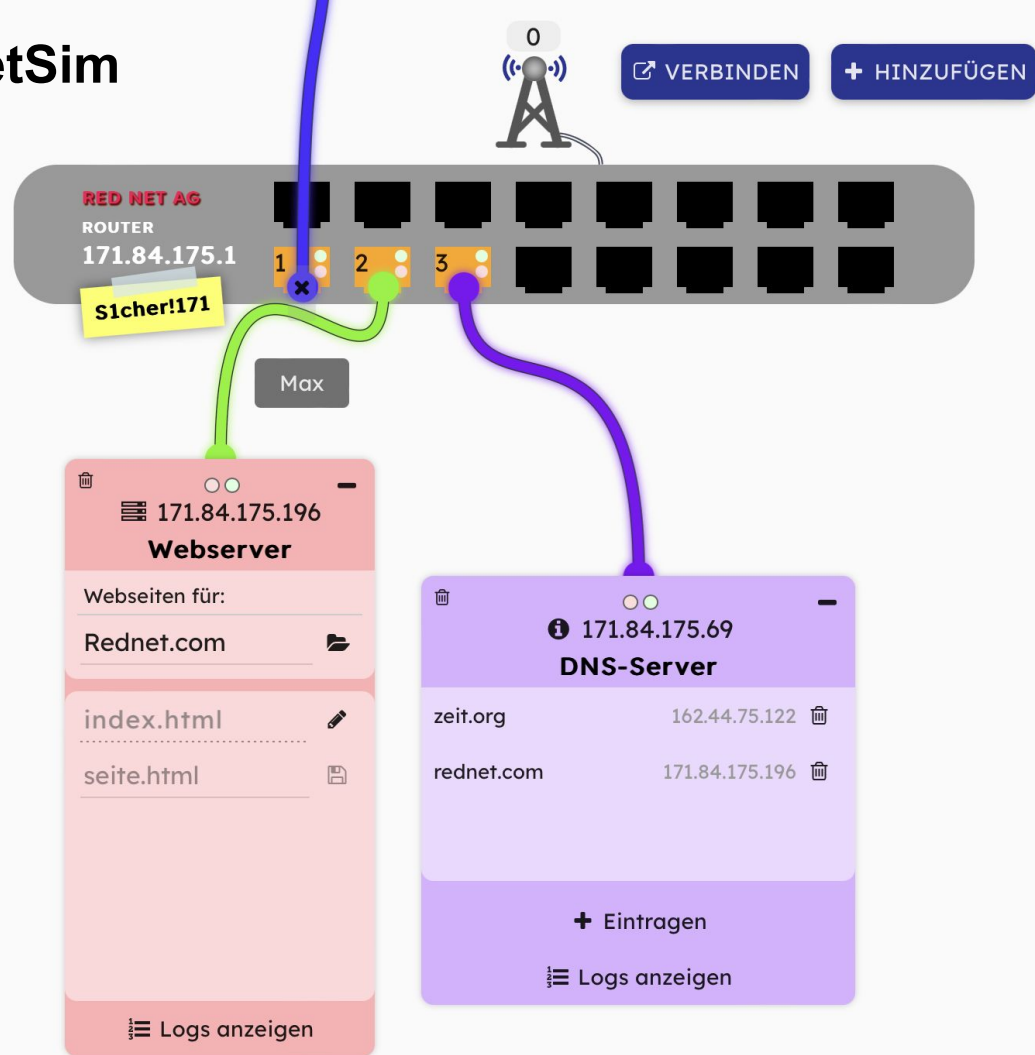 etSim
0
VERBINDEN
+ HINZUFÜGEN
RED NET AG
ROUTER
171.84.175.1
S1cher!171
1 2 3
Max
171.84.175.196
Webserver
Webseiten für:
Rednet.com
index.html
seite.html
Logs anzeigen
171.84.175.69
DNS-Server
zeit.org 162.44.75.122
rednet.com 171.84.175.196
+ Eintragen
Logs anzeigen